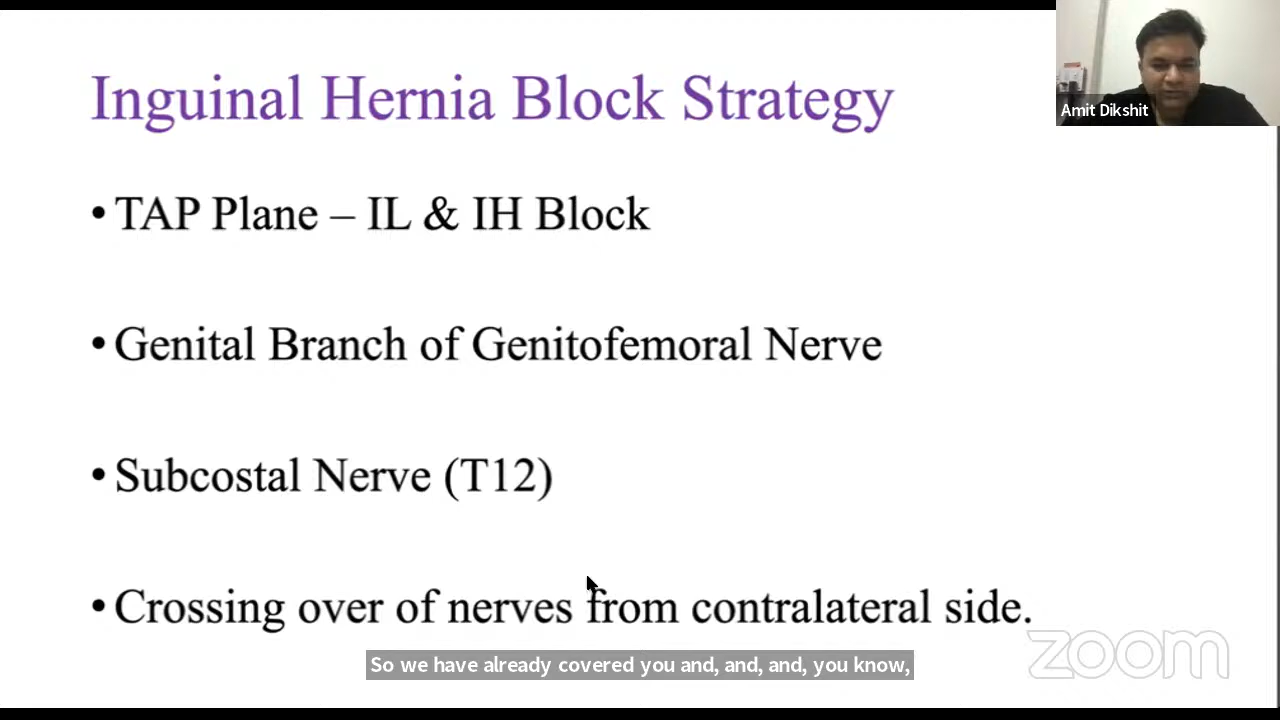 Inguinal Hernia Block Strategy
Amit Dikshit
• TAP Plane – IL & IH Block
• Genital Branch of Genitofemoral Nerve
• Subcostal Nerve (T12)
• Crossing over of nerves from contralateral side.
zoom
So we have already covered you and, and, and, you know,